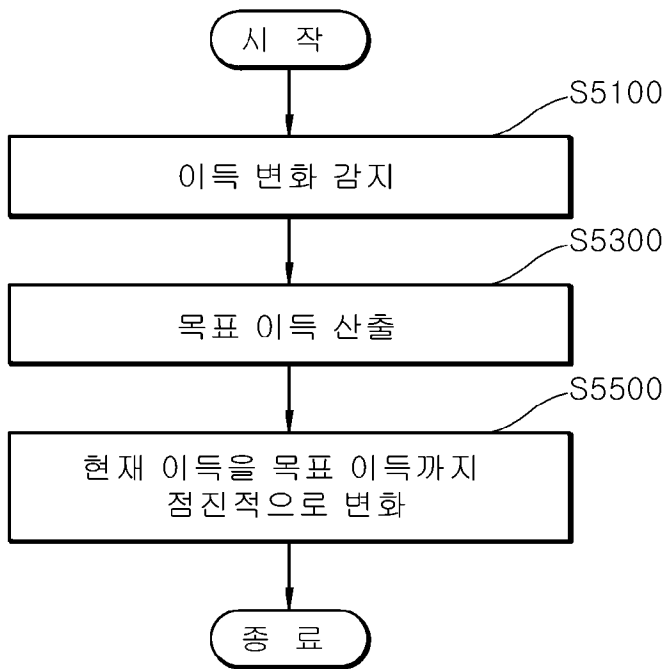 시 작
S5100
이득 변화 감지
S5300
목표 이득 산출
S5500
현재 이득을 목표 이득까지
점진적으로 변화
종 료